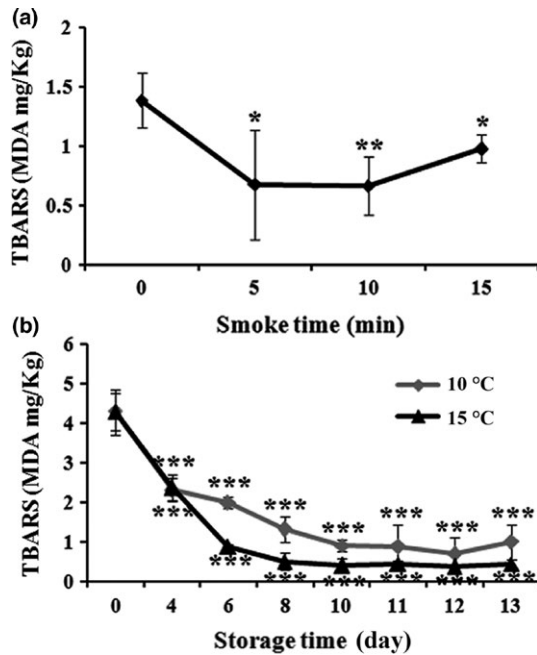 (a)
2
1.5
1
0.5
0
TBARS (MDA mg/Kg)
*
**
*
0 5 10 15
Smoke time (min)
(b)
6
5
4
3
2
1
0
TBARS (MDA mg/Kg)
10 °C
15 °C
***
*** *** *** *** *** *** ***
*** *** *** *** *** *** ***
0 4 6 8 10 11 12 13
Storage time (day)